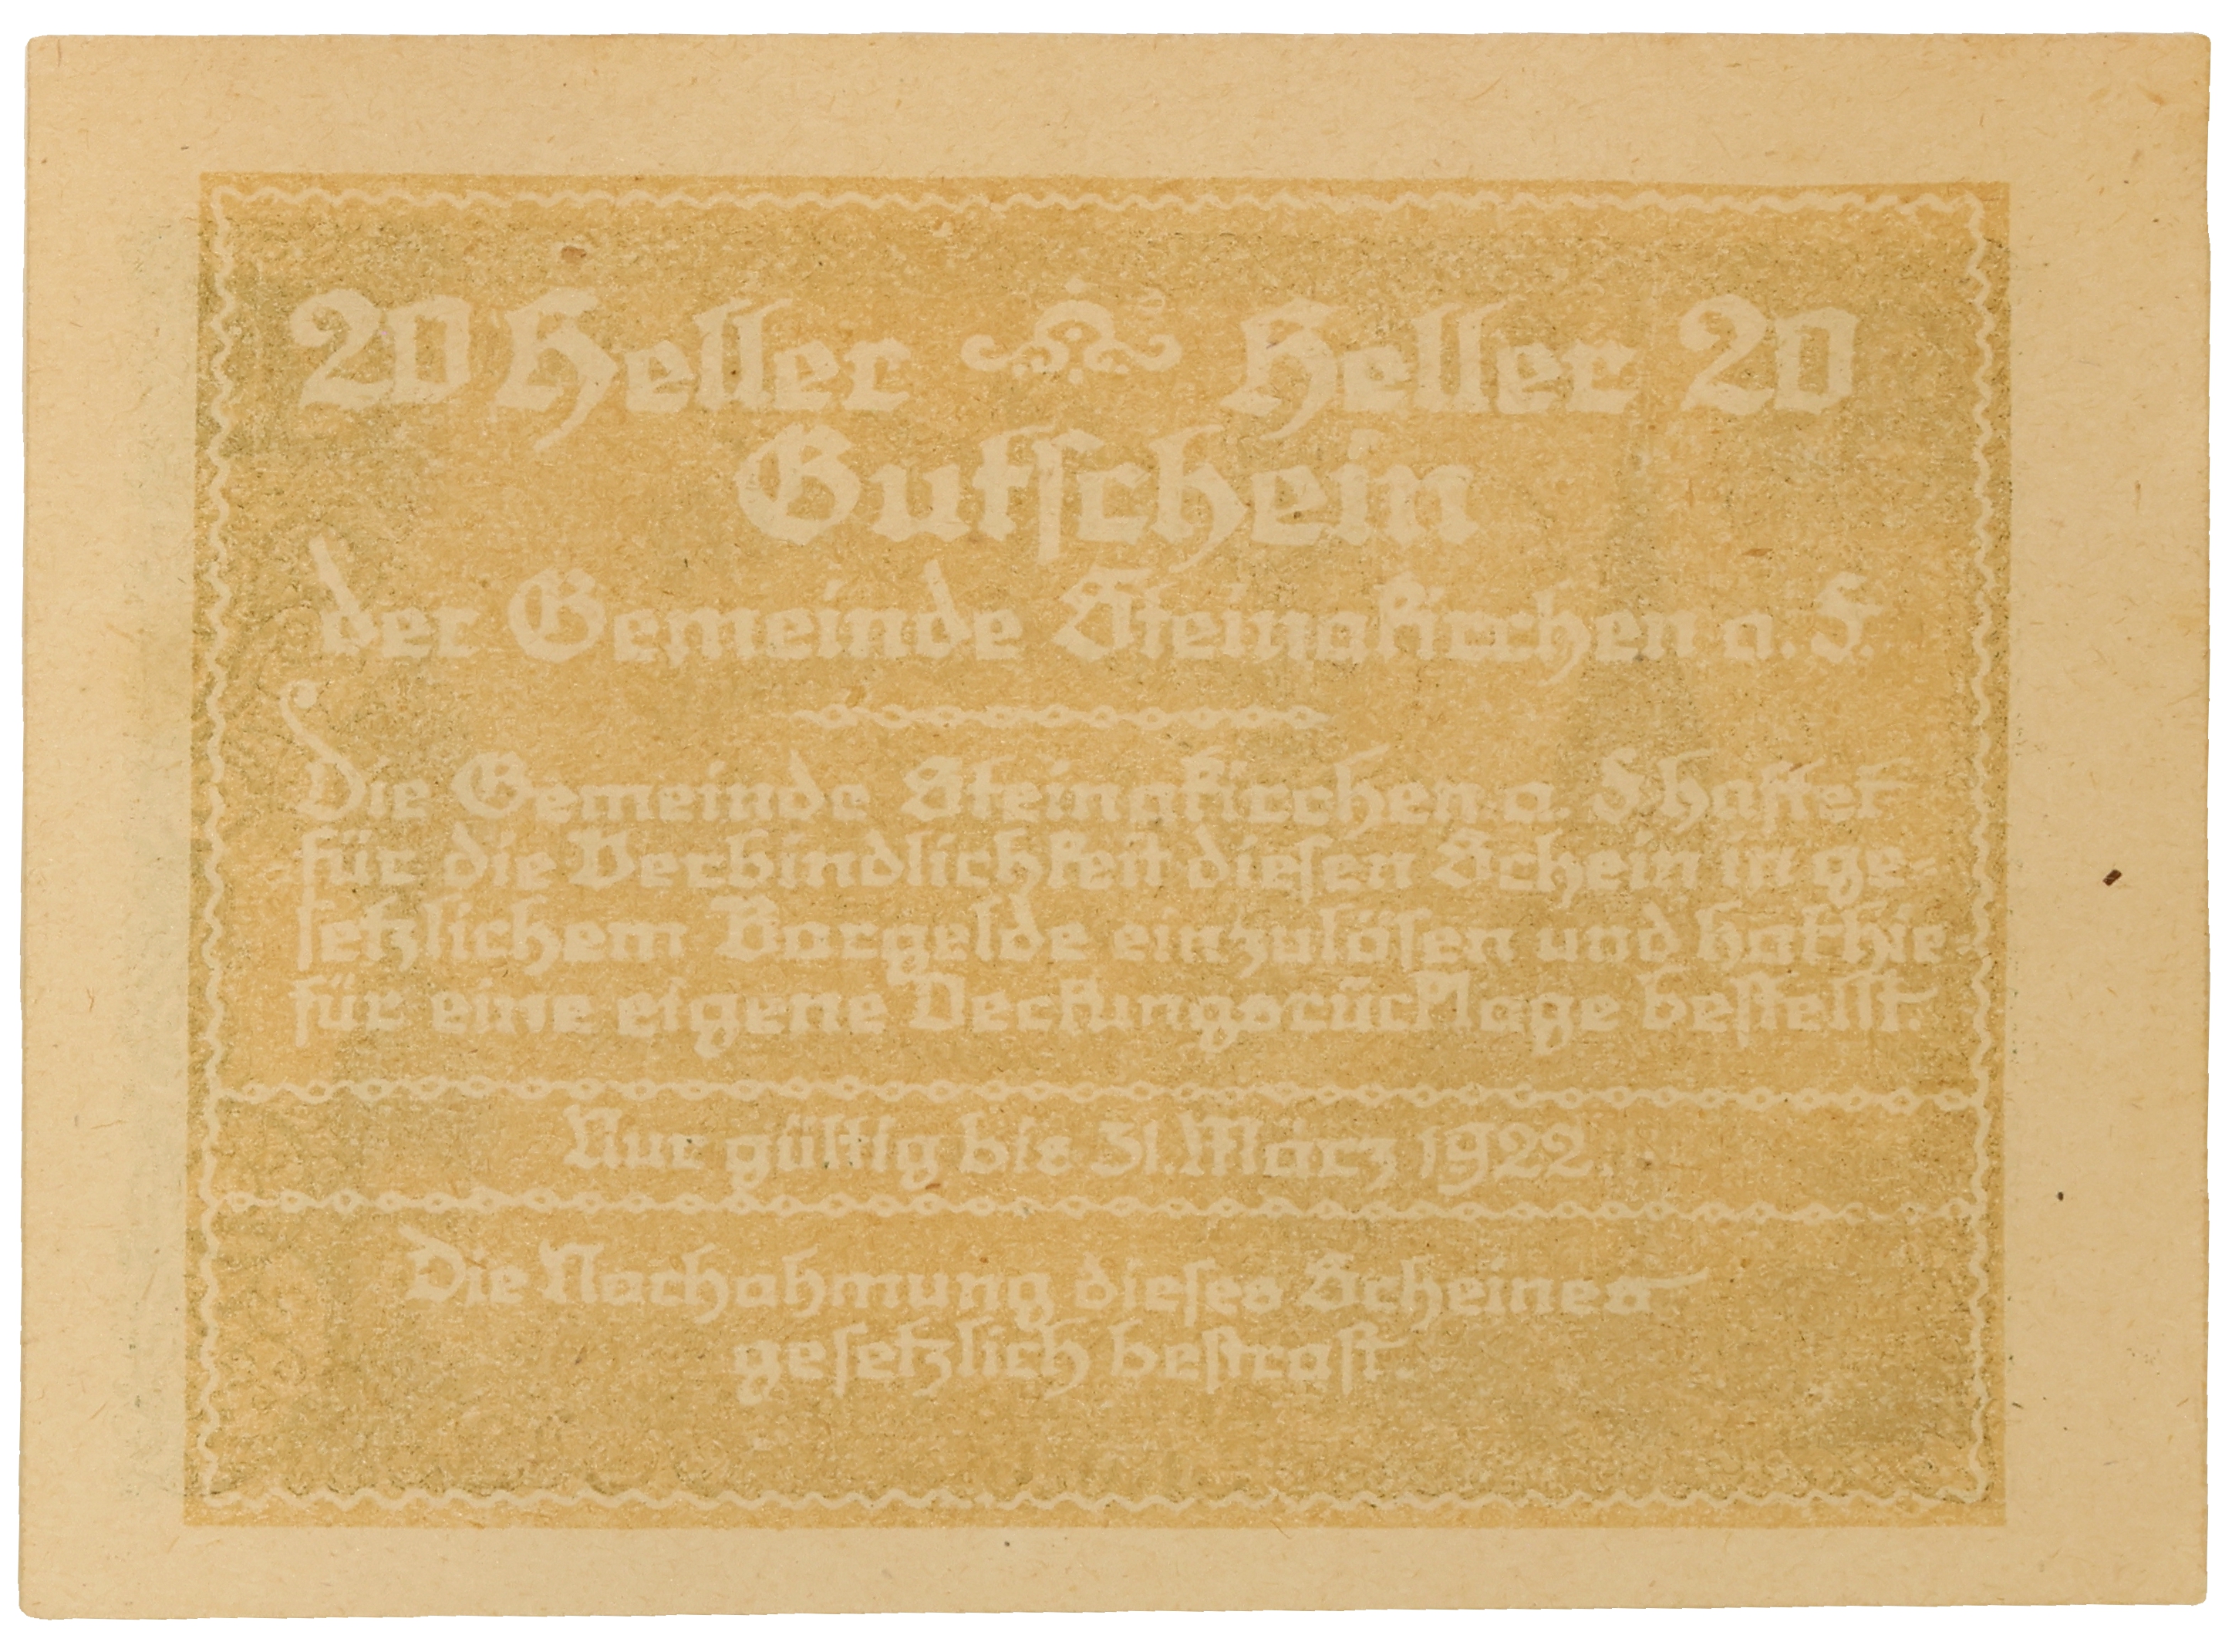 20 Heller Heller 20
Gutschein
der Gemeinde Steinakirchen a. F.
Die Gemeinde Steinakirchen a. F. haftet
für die Verbindlichkeit diesen Schein in ge-
setzlichem Bargelde einzulösen und hat hie-
für eine eigene Deckungsrücklage bestellt.
Nur gültig bis 31. März 1922.
Die Nachahmung dieses Scheines
gesetzlich bestraft.